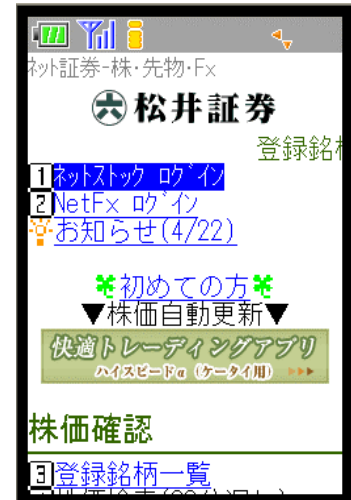 ネット証券-株・先物・Fx
松井証券
登録銘柄
1ネットストック ログイン
2NetFx ログイン
お知らせ(4/22)
初めての方
▼株価自動更新▼
快適トレーディングアプリ
ハイスピードα (ケータイ用) ▶▶▶
株価確認
3登録銘柄一覧